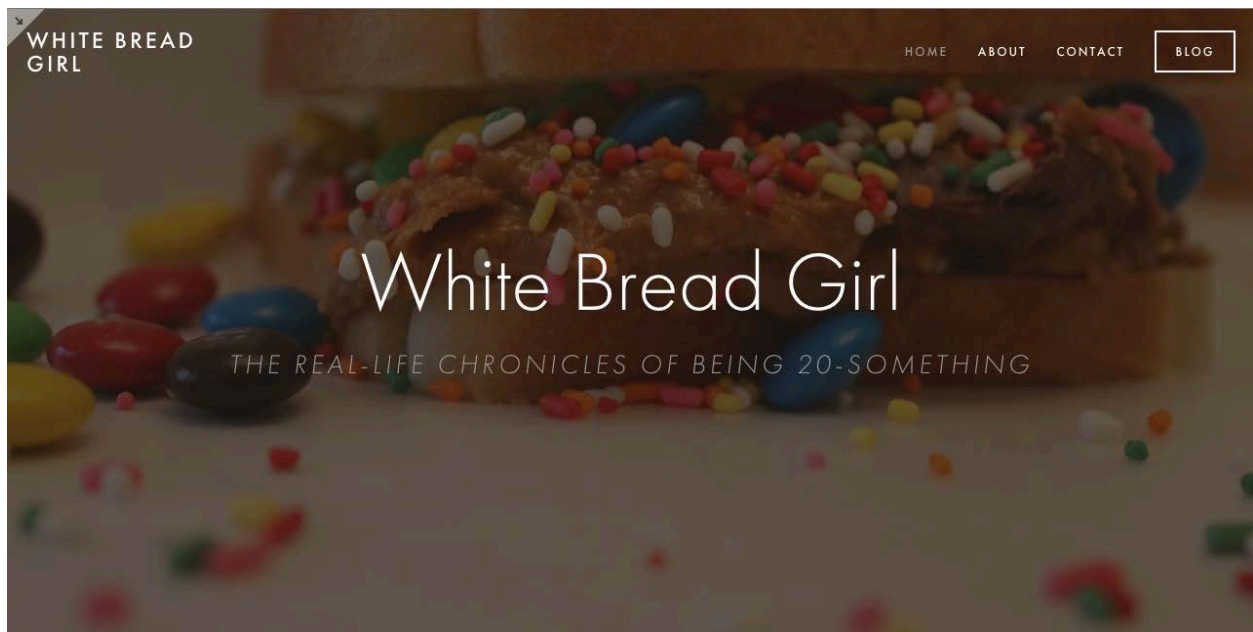 WHITE BREAD
GIRL
HOME ABOUT CONTACT BLOG
White Bread Girl
THE REAL-LIFE CHRONICLES OF BEING 20-SOMETHING